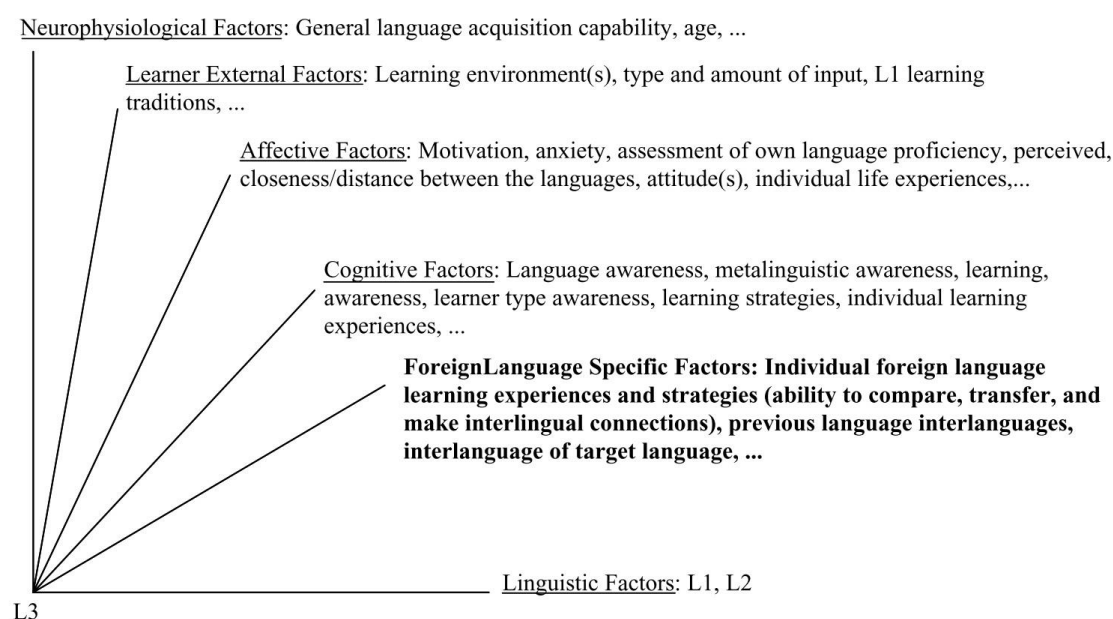 Neurophysiological Factors: General language acquisition capability, age, ...
Learner External Factors: Learning environment(s), type and amount of input, L1 learning
traditions, ...
Affective Factors: Motivation, anxiety, assessment of own language proficiency, perceived,
closeness/distance between the languages, attitude(s), individual life experiences,...
Cognitive Factors: Language awareness, metalinguistic awareness, learning,
awareness, learner type awareness, learning strategies, individual learning
experiences, ...
ForeignLanguage Specific Factors: Individual foreign language
learning experiences and strategies (ability to compare, transfer, and
make interlingual connections), previous language interlanguages,
interlanguage of target language, ...
Linguistic Factors: L1, L2
L3